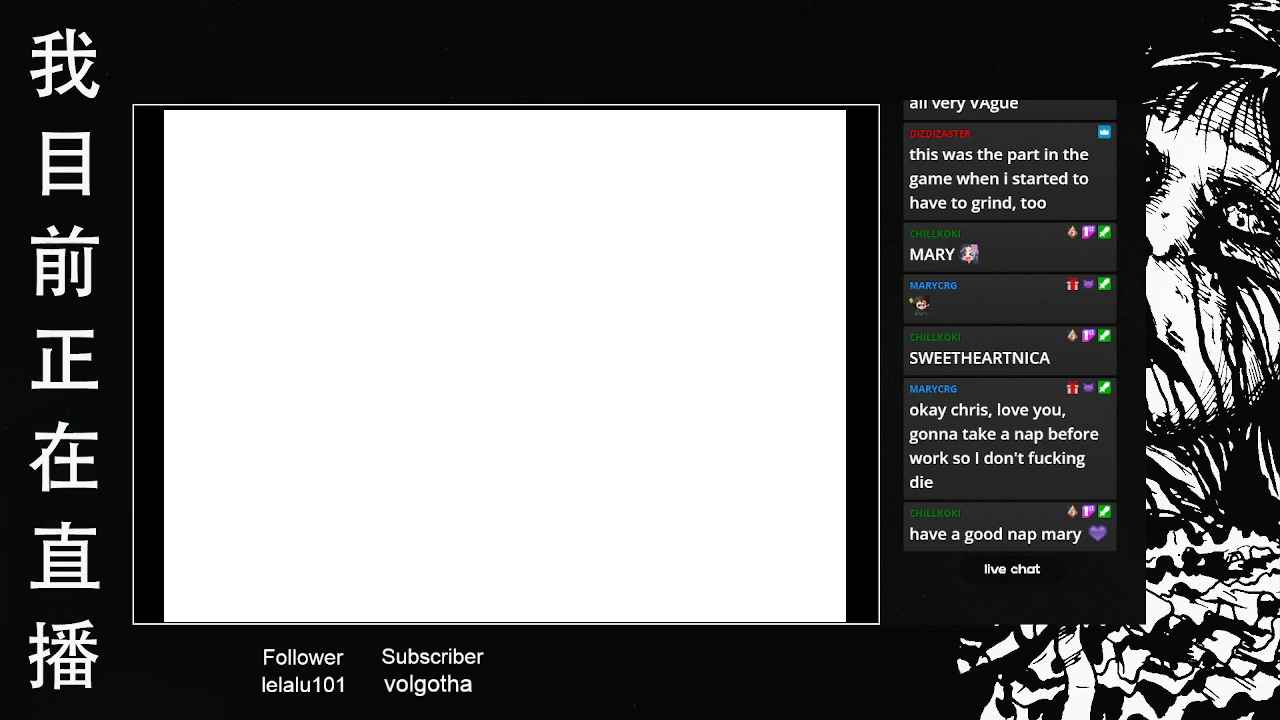 我
目
前
正
在
直
播
all very VAgue
DIZDIZASTER
this was the part in the
game when i started to
have to grind, too
CHILLKOKI
MARY
MARYCRG
CHILLKOKI
SWEETHEARTNICA
MARYCRG
okay chris, love you,
gonna take a nap before
work so I don't fucking
die
CHILLKOKI
have a good nap mary
live chat
Follower
lelalu101
Subscriber
volgotha